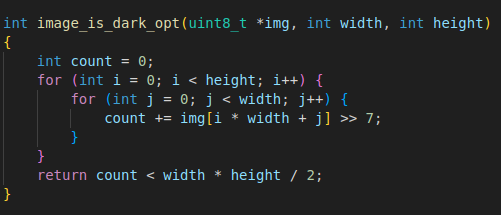 int image_is_dark_opt(uint8_t *img, int width, int height)
{
    int count = 0;
    for (int i = 0; i < height; i++) {
        for (int j = 0; j < width; j++) {
            count += img[i * width + j] >> 7;
        }
    }
    return count < width * height / 2;
}